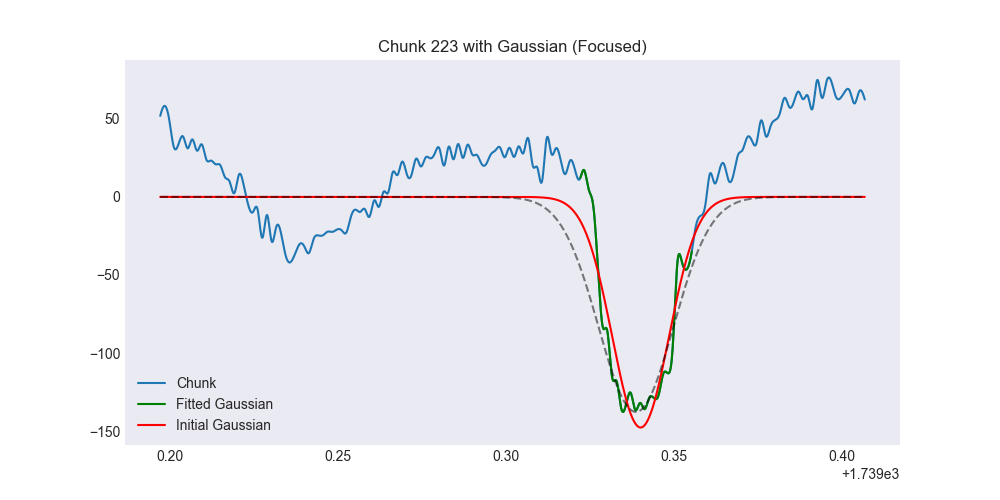 Chunk 223 with Gaussian (Focused)
50
0
−50
−100
−150
Chunk
Fitted Gaussian
Initial Gaussian
0.20 0.25 0.30 0.35 0.40
+1.739e3